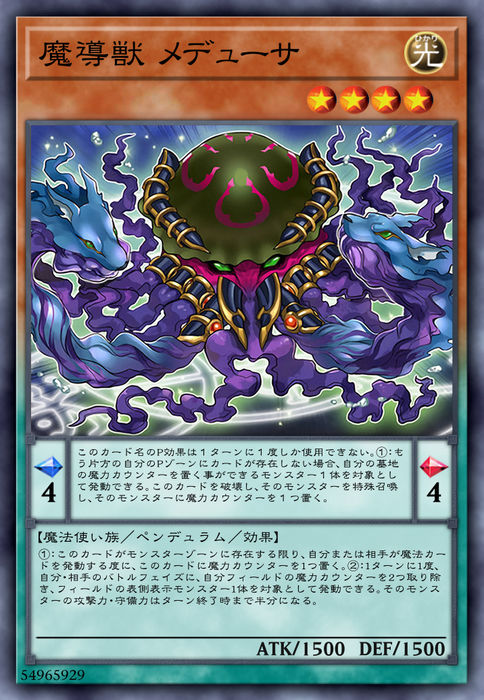 魔導獣 メデューサ
ひかり
光
このカード名のP効果は1ターンに1度しか使用できない。①:も
う片方の自分のPゾーンにカードが存在しない場合、自分の墓地
の魔力カウンターを置く事ができるモンスター1体を対象とし
て発動できる。このカードを破壊し、そのモンスターを特殊召喚
し、そのモンスターに魔力カウンターを1つ置く。
4
4
【魔法使い族/ペンデュラム/効果】
①:このカードがモンスターゾーンに存在する限り、自分または相手が魔法カー
ドを発動する度に、このカードに魔力カウンターを1つ置く。②:1ターンに1度、
自分・相手のバトルフェイズに、自分フィールドの魔力カウンターを2つ取り除
き、フィールドの表側表示モンスター1体を対象として発動できる。そのモンス
ターの攻撃力・守備力はターン終了時まで半分になる。
ATK/1500 DEF/1500
54965929